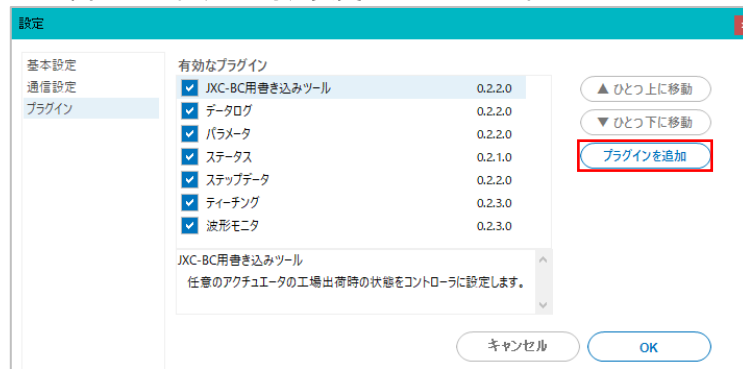 設定
基本設定
通信設定
プラグイン
有効なプラグイン
JXC-BC用書き込みツール 0.2.2.0
データログ 0.2.2.0
パラメータ 0.2.2.0
ステータス 0.2.1.0
ステップデータ 0.2.2.0
ティーチング 0.2.3.0
波形モニタ 0.2.3.0
▲ ひとつ上に移動
▼ ひとつ下に移動
プラグインを追加
JXC-BC用書き込みツール
任意のアクチュエータの工場出荷時の状態をコントローラに設定します。
キャンセル
OK